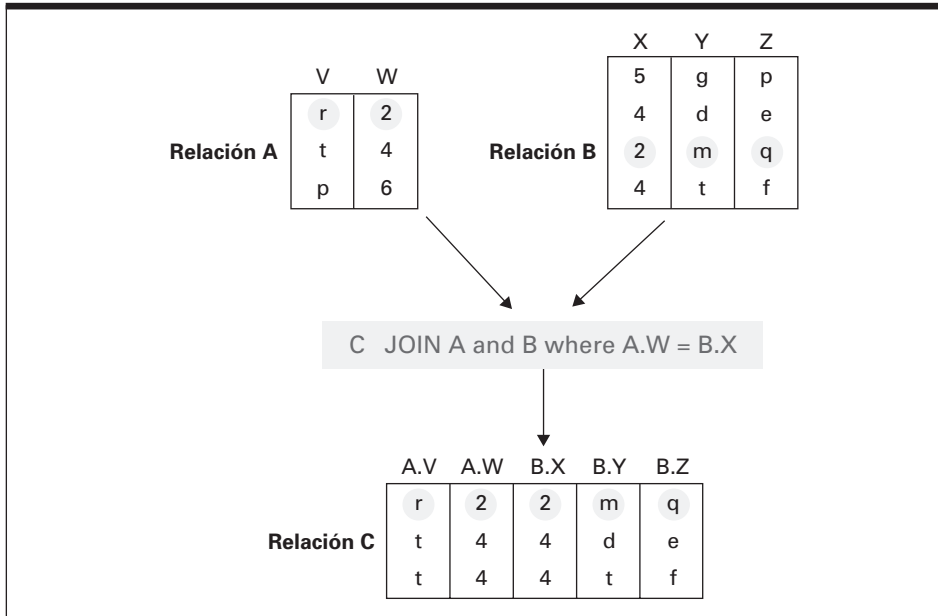 V W
r 2
Relación A t 4
p 6
X Y Z
5 g p
4 d e
Relación B 2 m q
4 t f
C JOIN A and B where A.W = B.X
A.V A.W B.X B.Y B.Z
r 2 2 m q
Relación C t 4 4 d e
t 4 4 t f